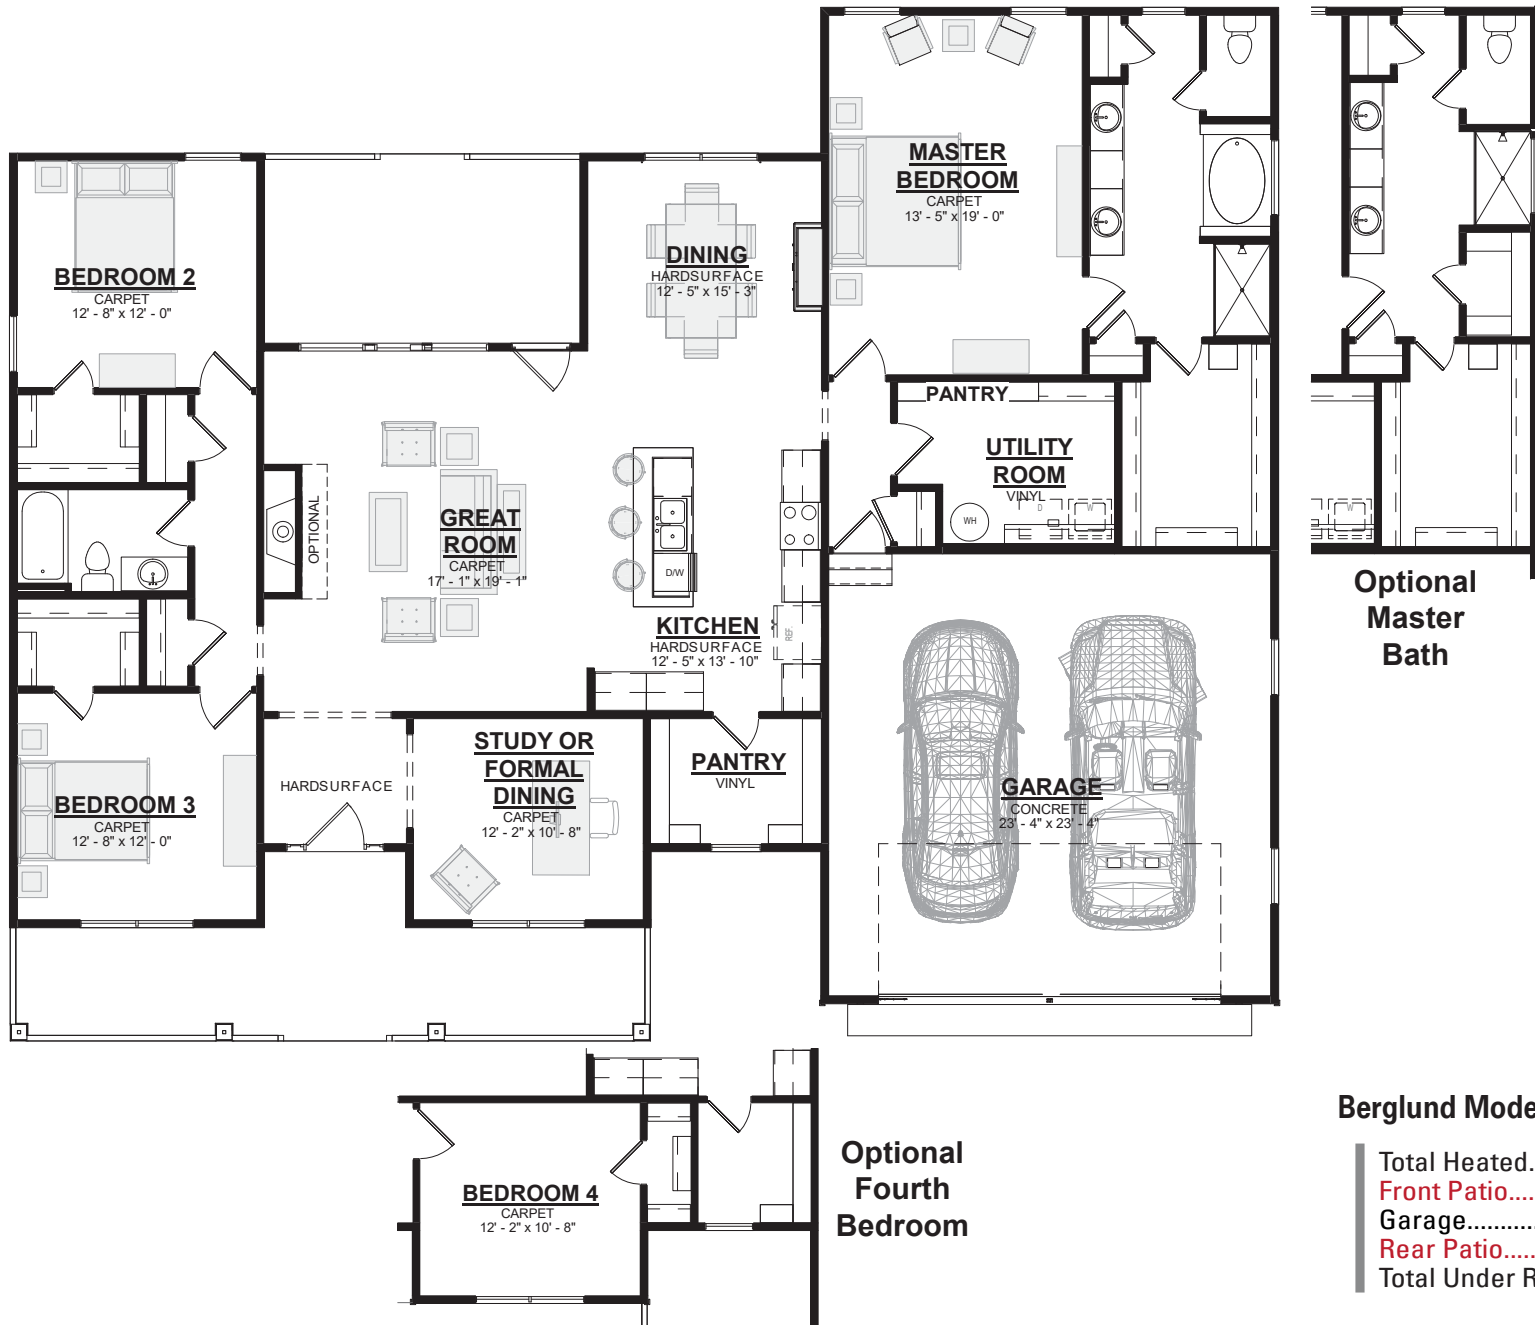 MASTER
BEDROOM
CARPET
13' - 5" x 19' - 0"
DINING
HARDSURFACE
12' - 5" x 15' - 3"
BEDROOM 2
CARPET
12' - 8" x 12' - 0"
PANTRY
UTILITY
ROOM
VINYL
D
W
WH
GREAT
ROOM
CARPET
17' - 1" x 19' - 1"
OPTIONAL
D/W
KITCHEN
HARDSURFACE
12' - 5" x 13' - 10"
REF.
W
Optional
Master
Bath
STUDY OR
FORMAL
DINING
CARPET
12' - 2" x 10' - 8"
PANTRY
VINYL
HARDSURFACE
BEDROOM 3
CARPET
12' - 8" x 12' - 0"
GARAGE
CONCRETE
23' - 4" x 23' - 4"
BEDROOM 4
CARPET
12' - 2" x 10' - 8"
Optional
Fourth
Bedroom
Berglund Mode
Total Heated.
Front Patio....
Garage..........
Rear Patio.....
Total Under R